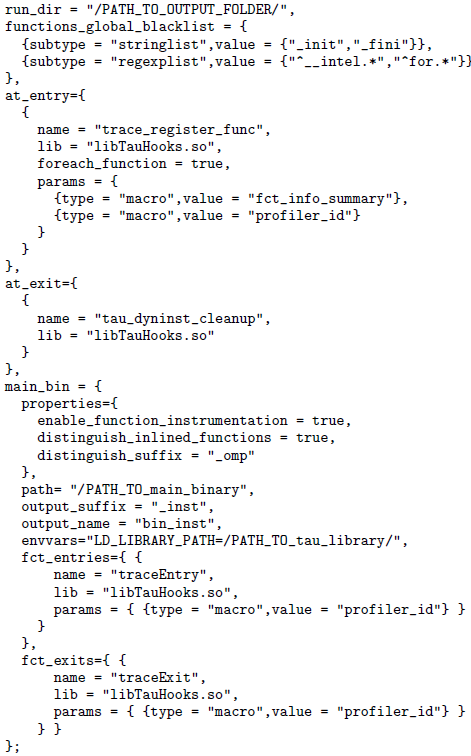 run_dir = "/PATH_TO_OUTPUT_FOLDER/",
functions_global_blacklist = {
  {subtype = "stringlist",value = {"_init","_fini"}},
  {subtype = "regexplist",value = {"^__intel.*","^for.*"}}
},
at_entry={
  {
    name = "trace_register_func",
    lib = "libTauHooks.so",
    foreach_function = true,
    params = {
         {type = "macro",value = "fct_info_summary"},
         {type = "macro",value = "profiler_id"}
    }
  }
},
at_exit={
  {
    name = "tau_dyninst_cleanup",
    lib = "libTauHooks.so"
  }
},
main_bin = {
  properties={
    enable_function_instrumentation = true,
    distinguish_inlined_functions = true,
    distinguish_suffix = "_omp"
  },
  path= "/PATH_TO_main_binary",
  output_suffix = "_inst",
  output_name = "bin_inst",
  envvars="LD_LIBRARY_PATH=/PATH_TO_tau_library/",
  fct_entries={ {
      name = "traceEntry",
      lib = "libTauHooks.so",
      params = { {type = "macro",value = "profiler_id"} }
    }
  },
  fct_exits={ {
      name = "traceExit",
      lib = "libTauHooks.so",
      params = { {type = "macro",value = "profiler_id"} }
    } }
};